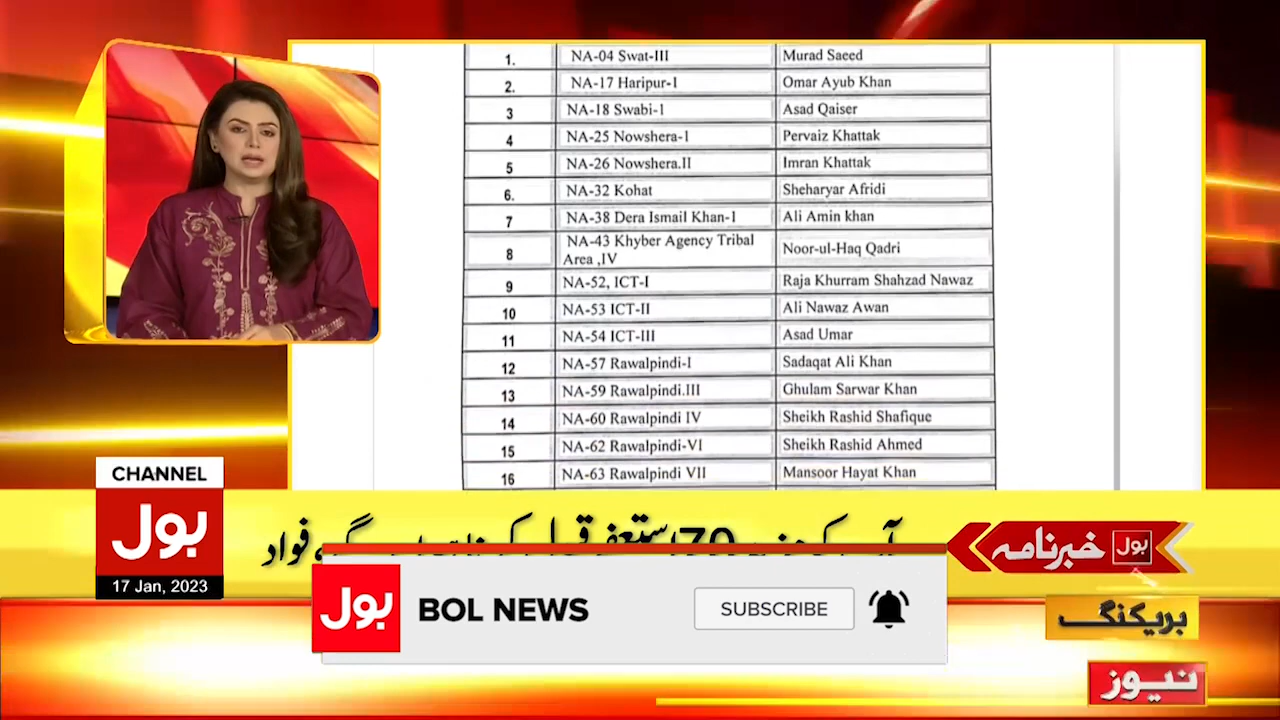 1. NA-04 Swat-III Murad Saeed
2. NA-17 Haripur-I Omar Ayub Khan
3 NA-18 Swabi-1 Asad Qaiser
4 NA-25 Nowshera-1 Pervaiz Khattak
5 NA-26 Nowshera.II Imran Khattak
6. NA-32 Kohat Sheharyar Afridi
7 NA-38 Dera Ismail Khan-1 Ali Amin khan
8 NA-43 Khyber Agency Tribal Area ,IV Noor-ul-Haq Qadri
9 NA-52, ICT-I Raja Khurram Shahzad Nawaz
10 NA-53 ICT-II Ali Nawaz Awan
11 NA-54 ICT-III Asad Umar
12 NA-57 Rawalpindi-I Sadaqat Ali Khan
13 NA-59 Rawalpindi.III Ghulam Sarwar Khan
14 NA-60 Rawalpindi IV Sheikh Rashid Shafique
15 NA-62 Rawalpindi-VI Sheikh Rashid Ahmed
16 NA-63 Rawalpindi VII Mansoor Hayat Khan
CHANNEL
بول
17 Jan, 2023
70
فواد
بول خبرنامہ
بول
BOL NEWS
SUBSCRIBE
بریکنگ
نیوز